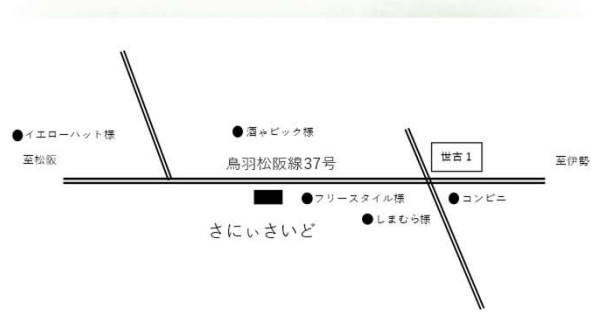 イエローハット様
酒ゃビック様
世古1
至松阪
鳥羽松阪線37号
至伊勢
フリースタイル様
コンビニ
しまむら様
さにぃさいど